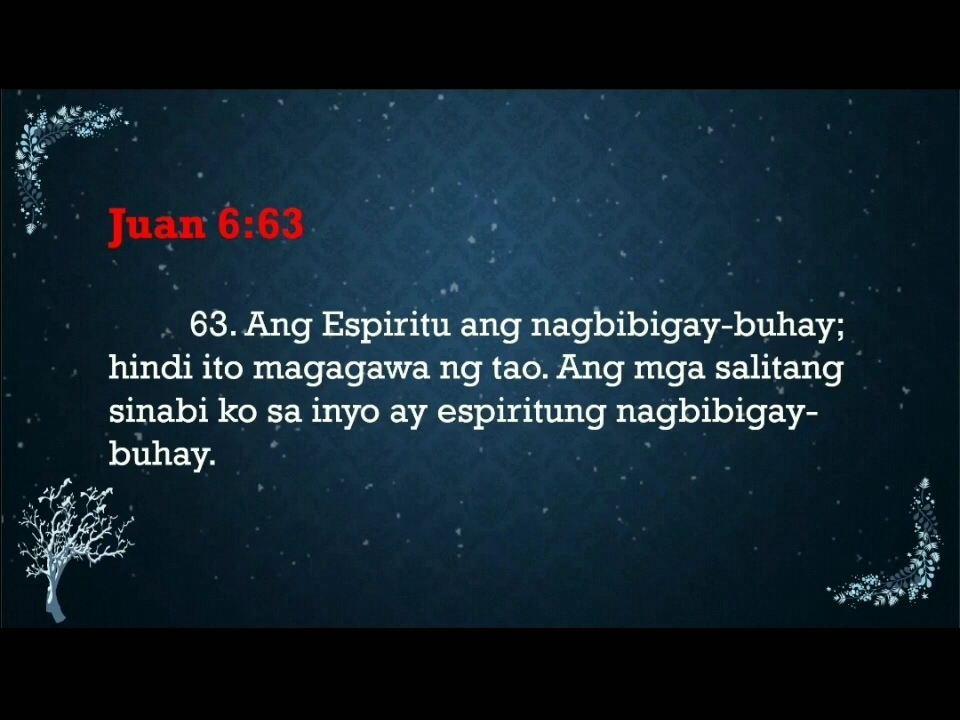 Juan 6:63
63. Ang Espiritu ang nagbibigay-buhay;
hindi ito magagawa ng tao. Ang mga salitang
sinabi ko sa inyo ay espiritung nagbibigay-
buhay.